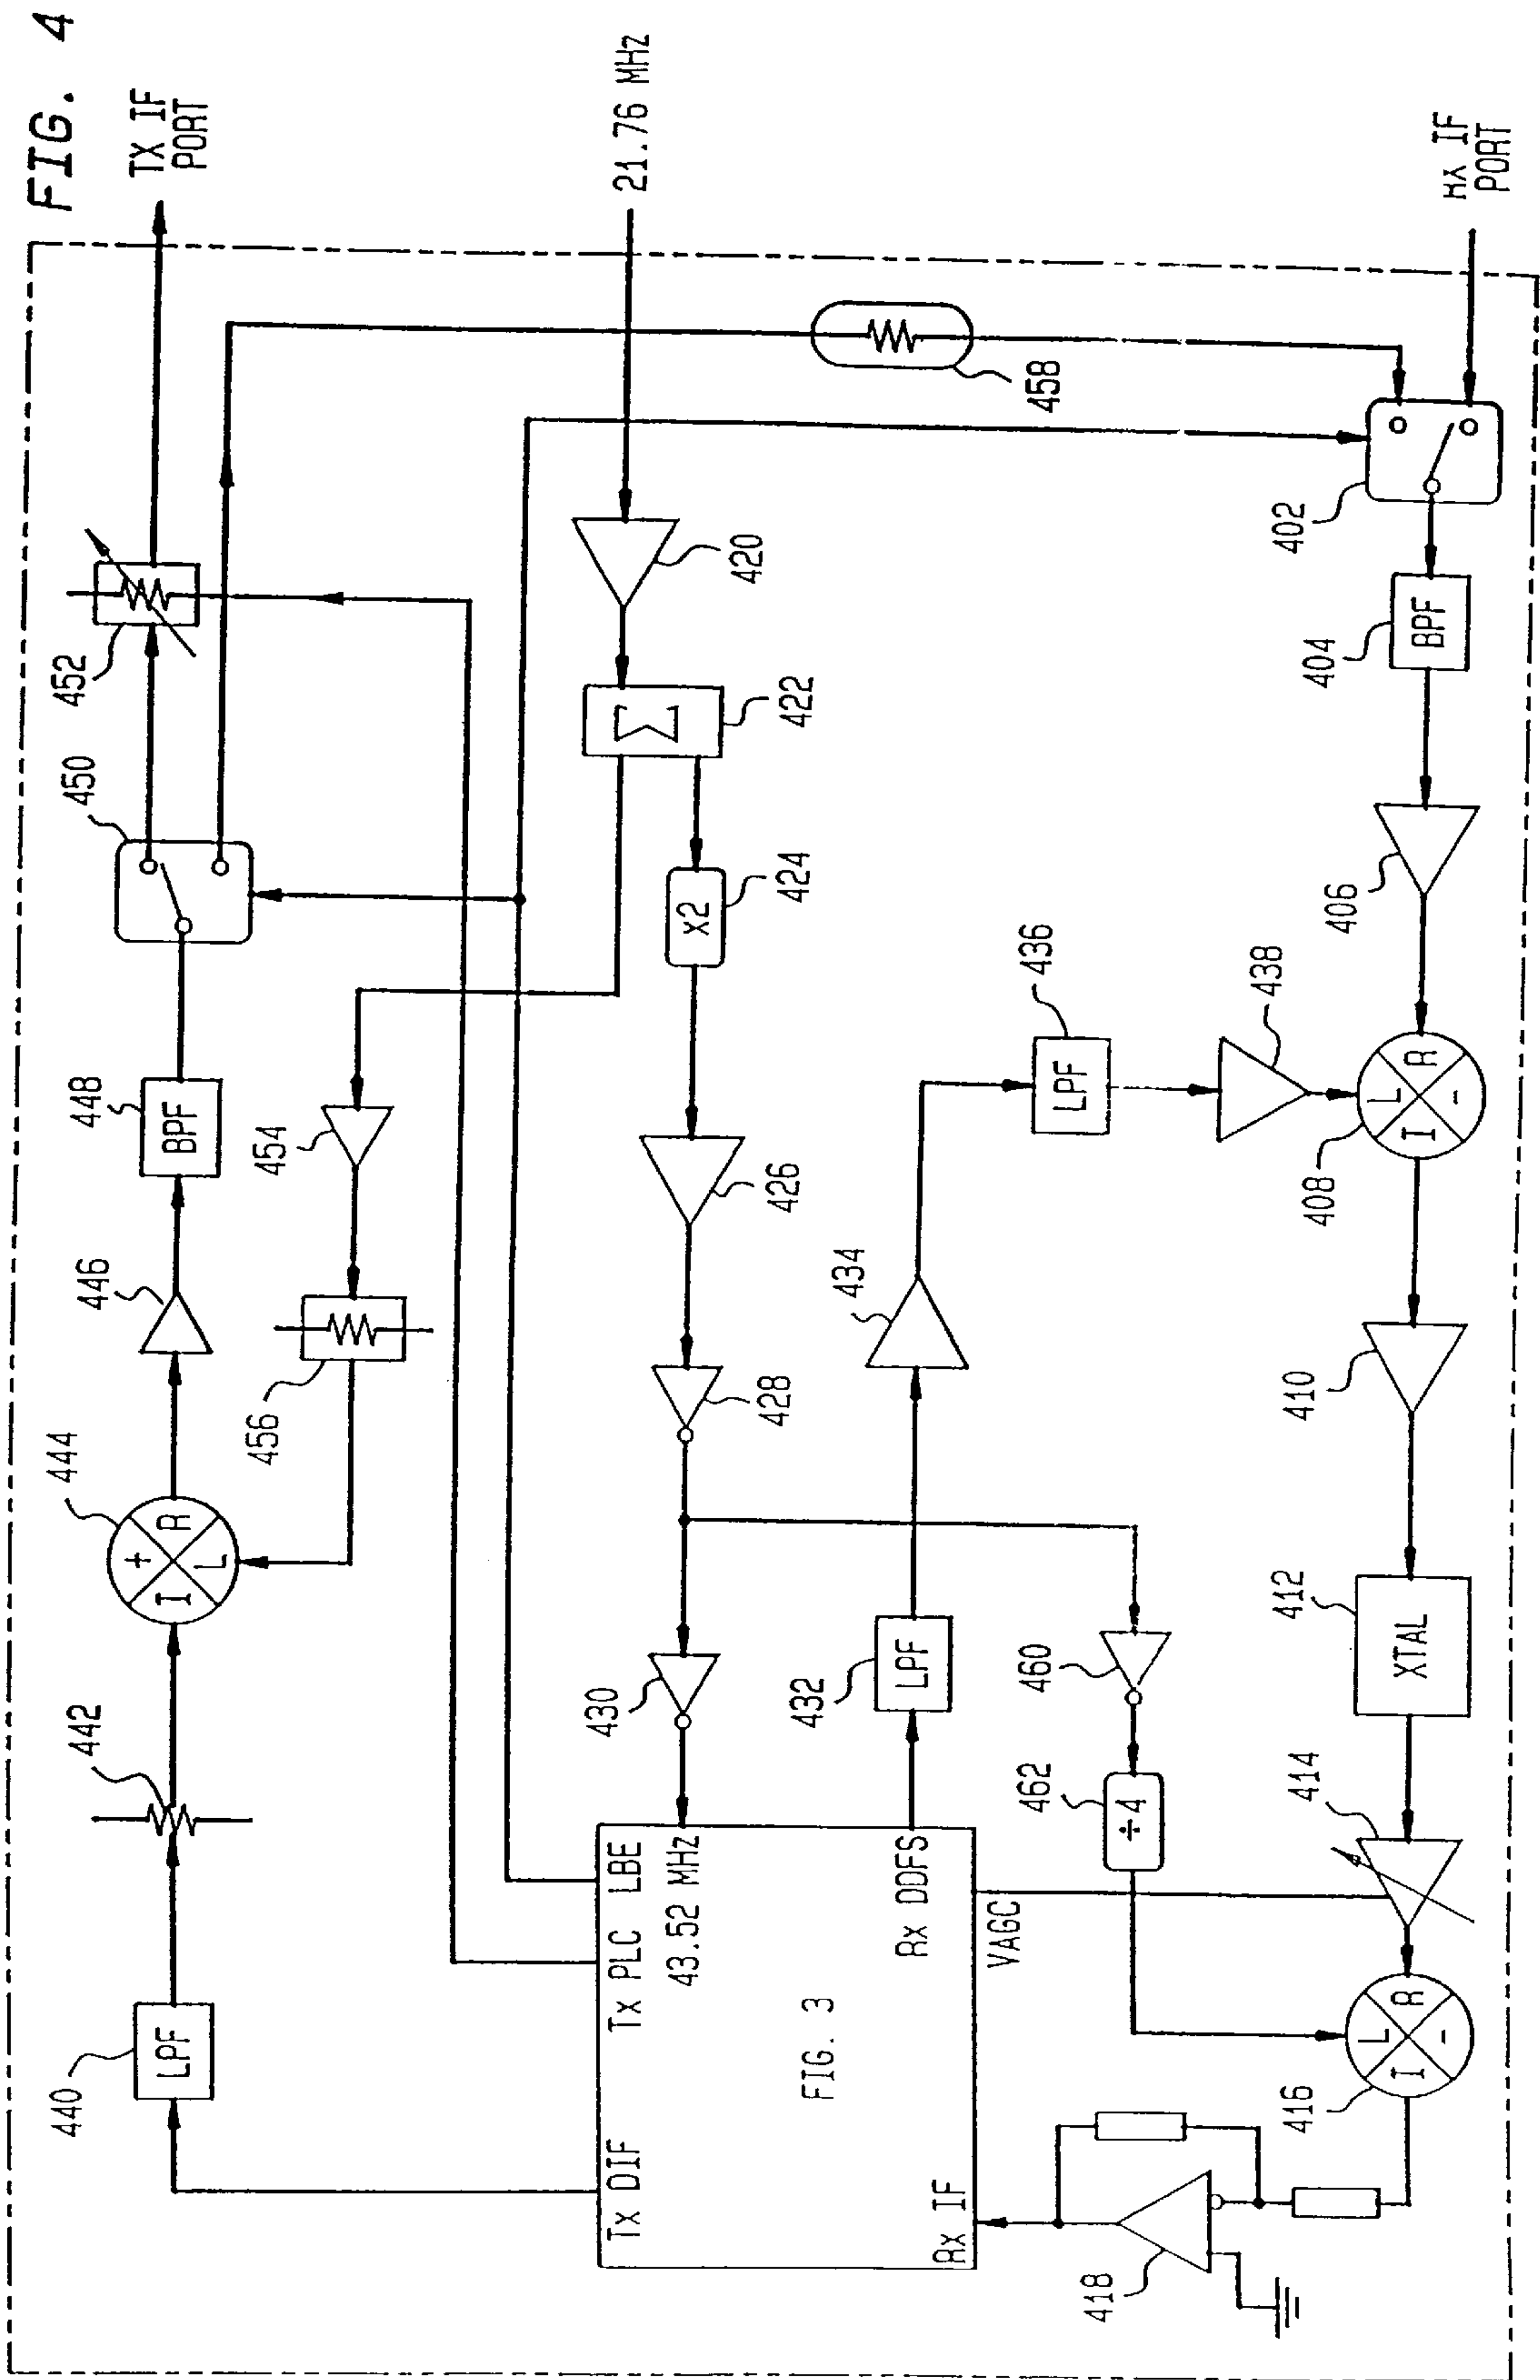 FIG. 4
TX IF
PORT
21.76 MHz
RX IF
PORT
440
LPF
442
444
+
I
R
L
446
448
BPF
450
452
454
456
420
Σ
422
x2
424
426
428
430
458
402
404
BPF
406
408
L
R
I
-
410
412
XTAL
414
416
L
R
I
-
418
432
LPF
434
436
LPF
438
460
462
÷4
Tx DIF
Tx PLC
LBE
43.52 MHz
FIG. 3
Rx DDFS
VAGC
Rx IF